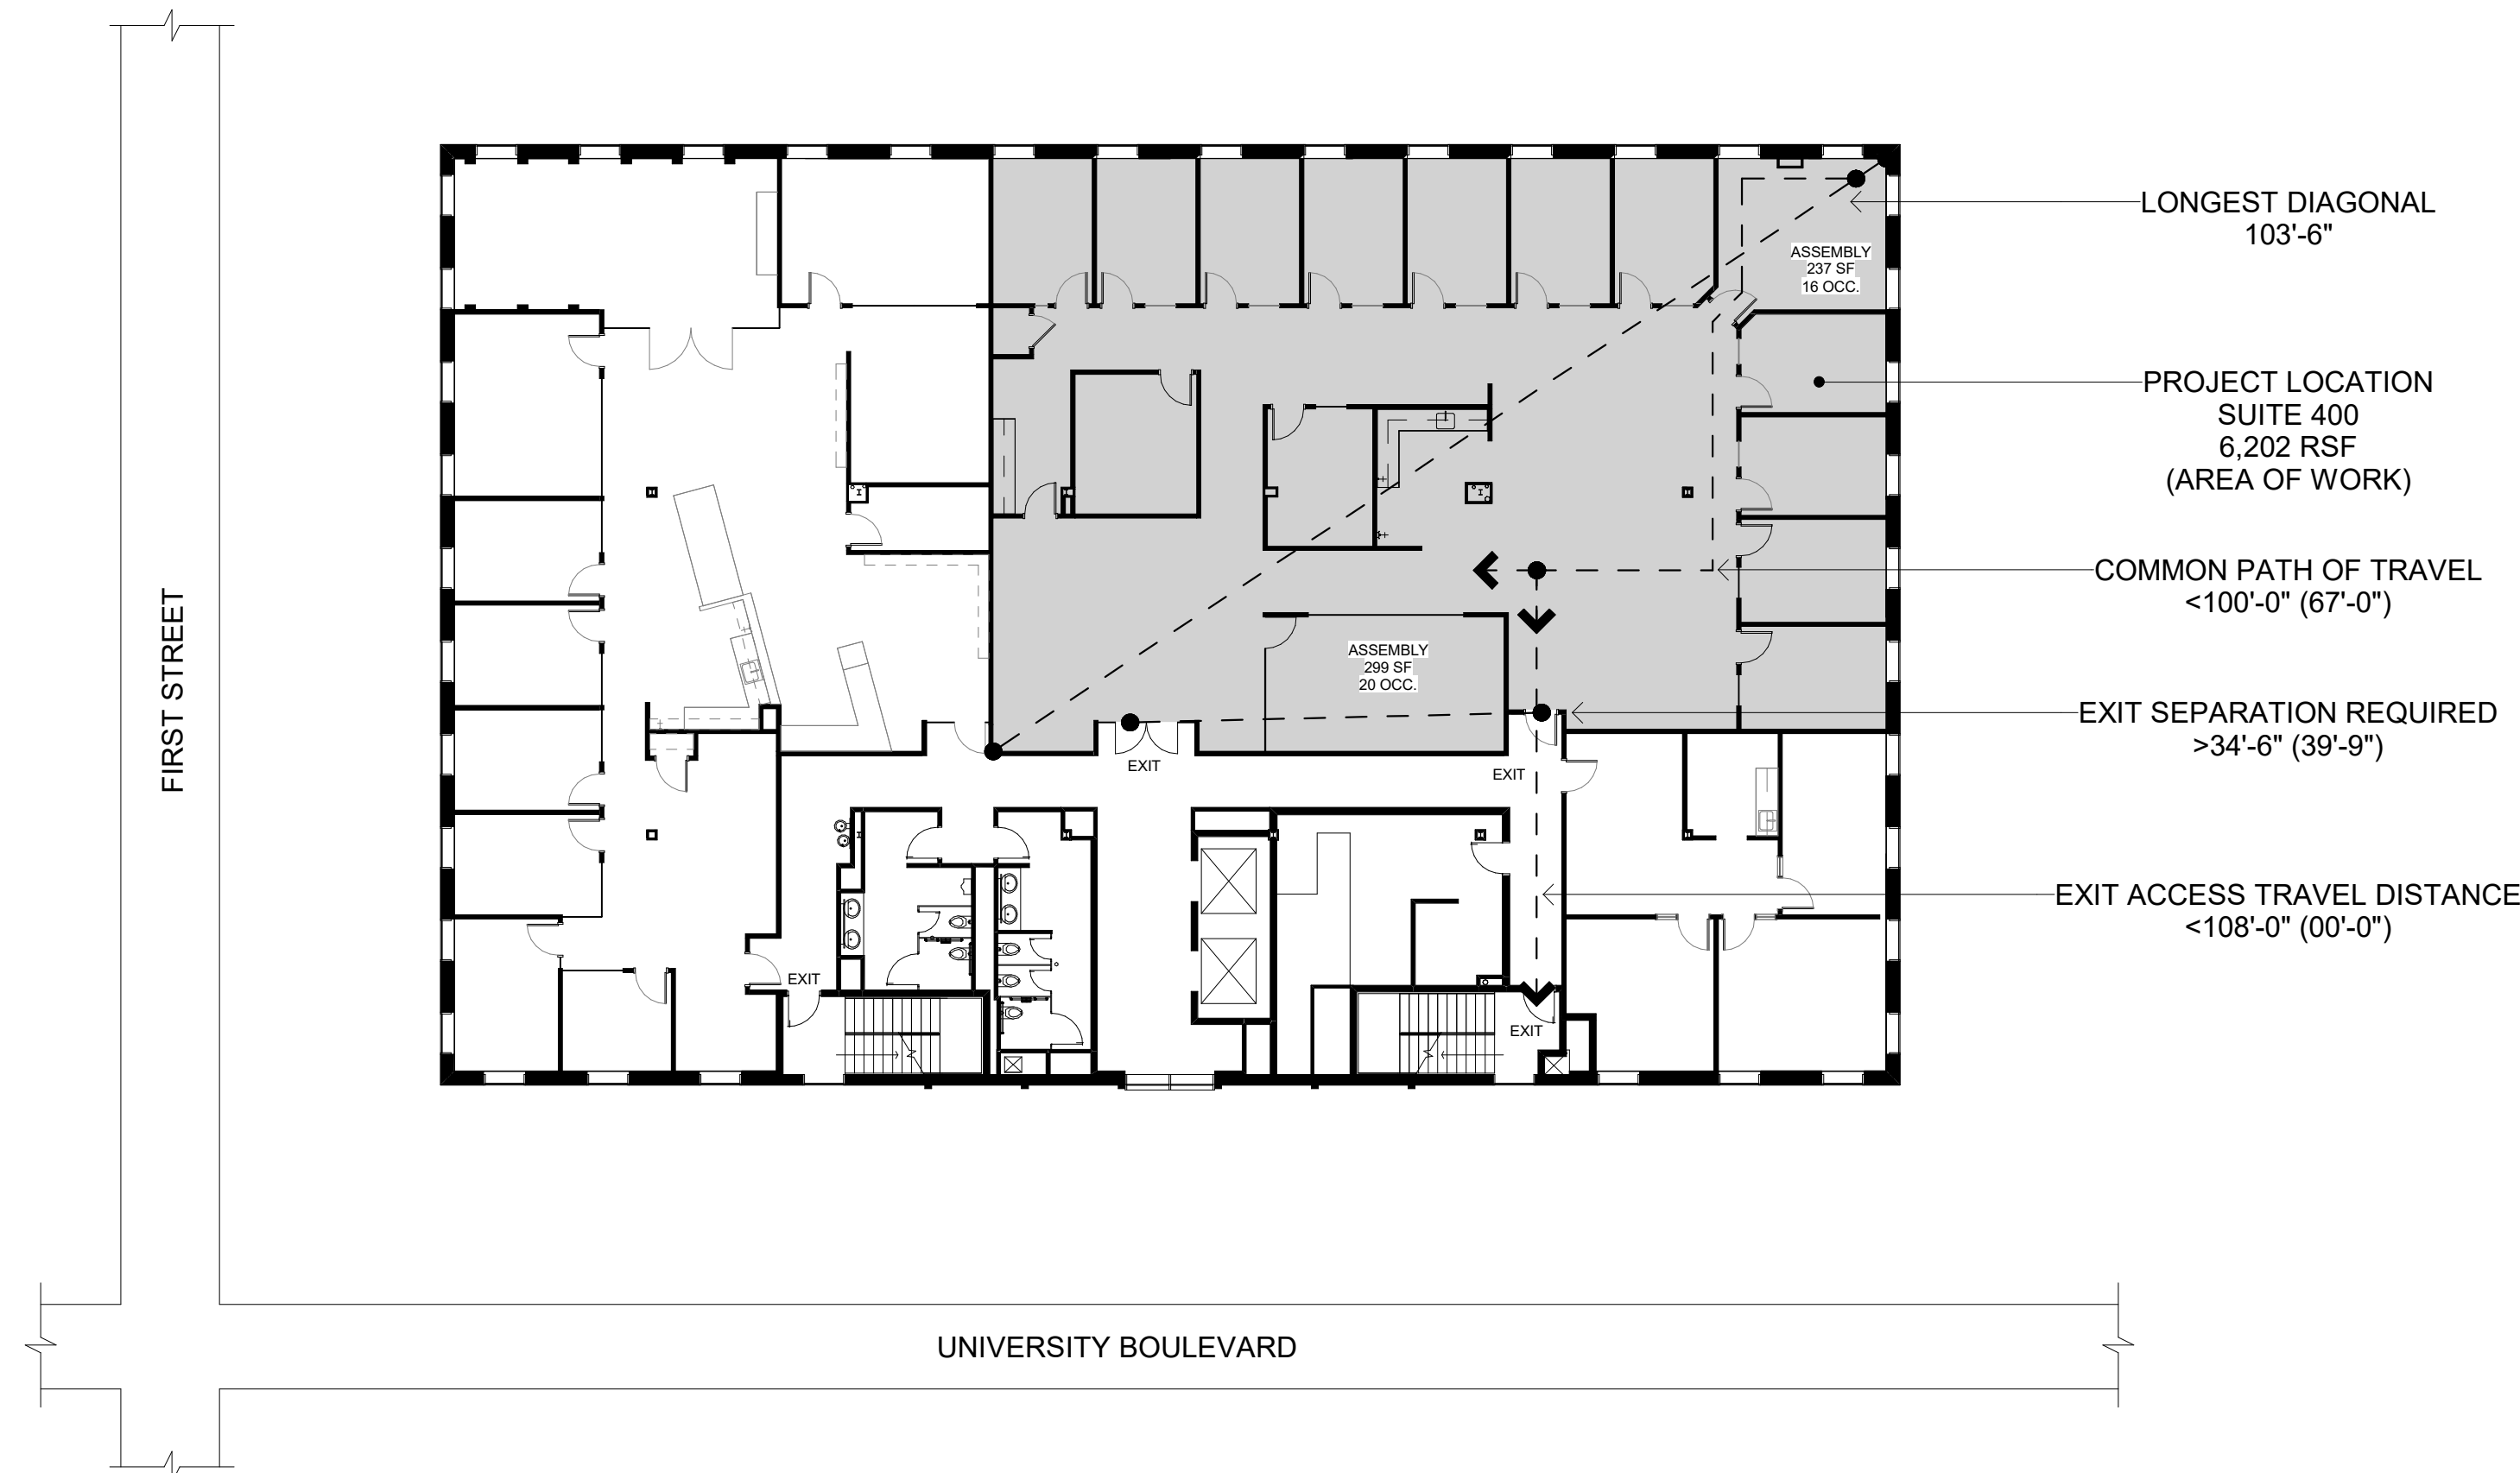 LONGEST DIAGONAL
103'-6"
ASSEMBLY
237 SF
16 OCC.
PROJECT LOCATION
SUITE 400
6,202 RSF
(AREA OF WORK)
COMMON PATH OF TRAVEL
<100'-0" (67'-0")
FIRST STREET
ASSEMBLY
299 SF
20 OCC.
EXIT SEPARATION REQUIRED
>34'-6" (39'-9")
EXIT
EXIT
EXIT ACCESS TRAVEL DISTANCE
<108'-0" (00'-0")
EXIT
EXIT
UNIVERSITY BOULEVARD